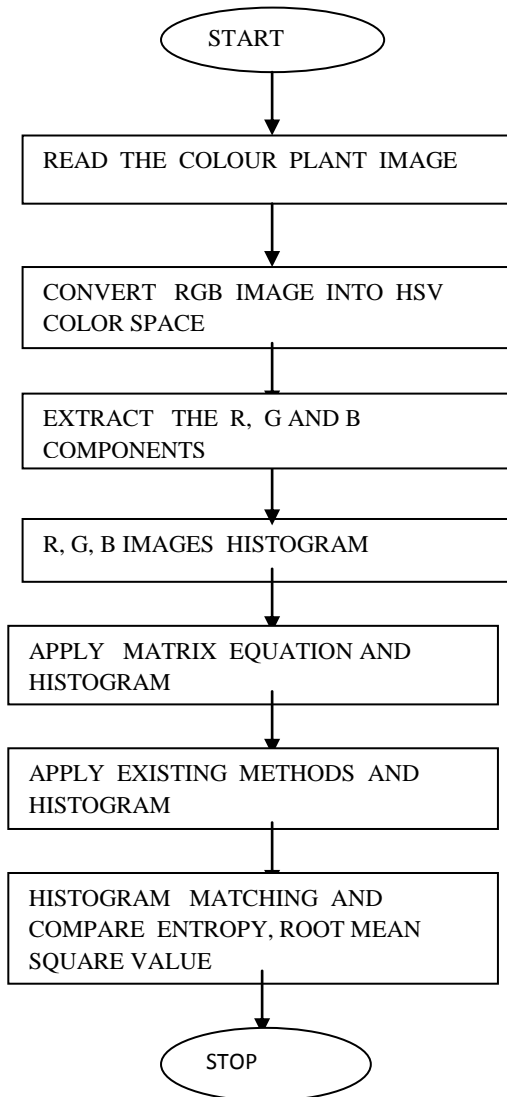 START
READ THE COLOUR PLANT IMAGE
CONVERT RGB IMAGE INTO HSV
COLOR SPACE
EXTRACT THE R, G AND B
COMPONENTS
R, G, B IMAGES HISTOGRAM
APPLY MATRIX EQUATION AND
HISTOGRAM
APPLY EXISTING METHODS AND
HISTOGRAM
HISTOGRAM MATCHING AND
COMPARE ENTROPY, ROOT MEAN
SQUARE VALUE
STOP